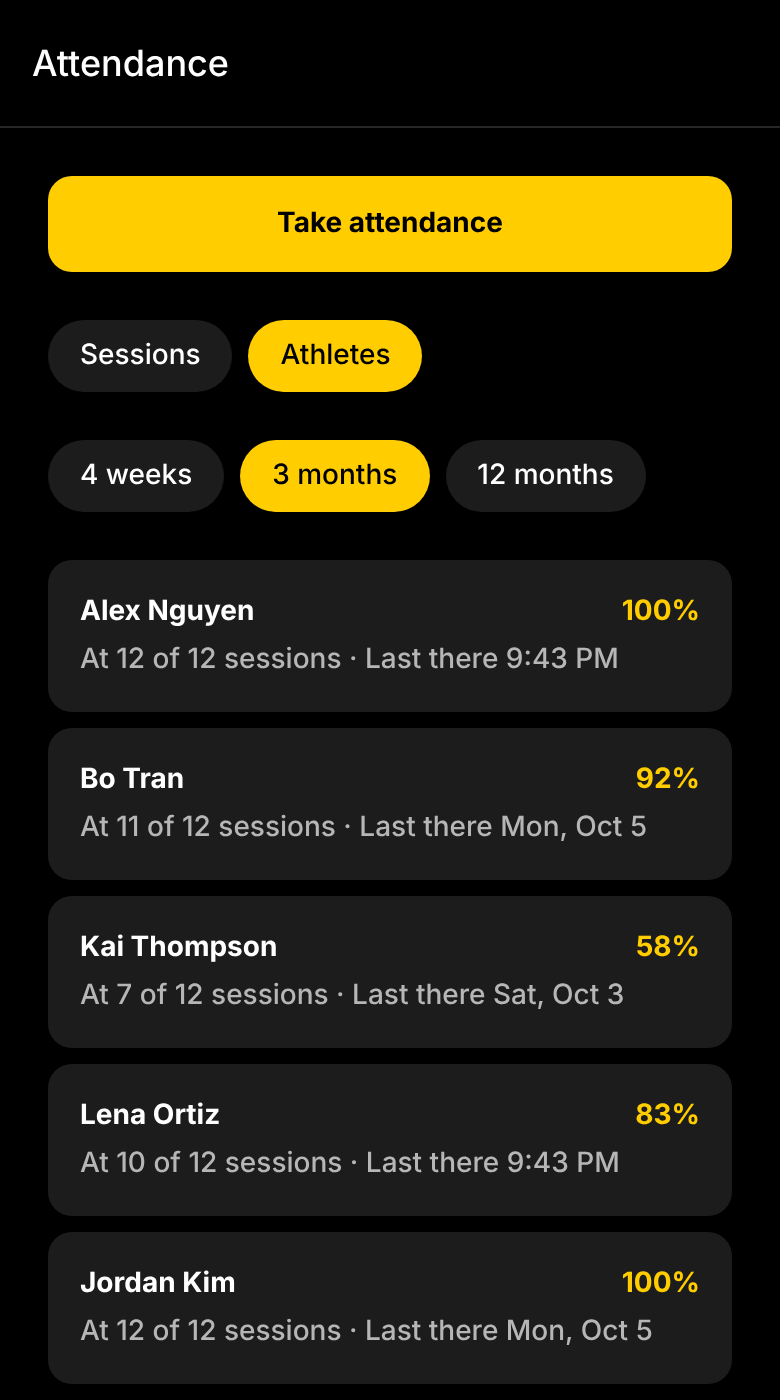 Attendance
Take attendance
Sessions Athletes
4 weeks 3 months 12 months
Alex Nguyen 100%
At 12 of 12 sessions · Last there 9:43 PM
Bo Tran 92%
At 11 of 12 sessions · Last there Mon, Oct 5
Kai Thompson 58%
At 7 of 12 sessions · Last there Sat, Oct 3
Lena Ortiz 83%
At 10 of 12 sessions · Last there 9:43 PM
Jordan Kim 100%
At 12 of 12 sessions · Last there Mon, Oct 5